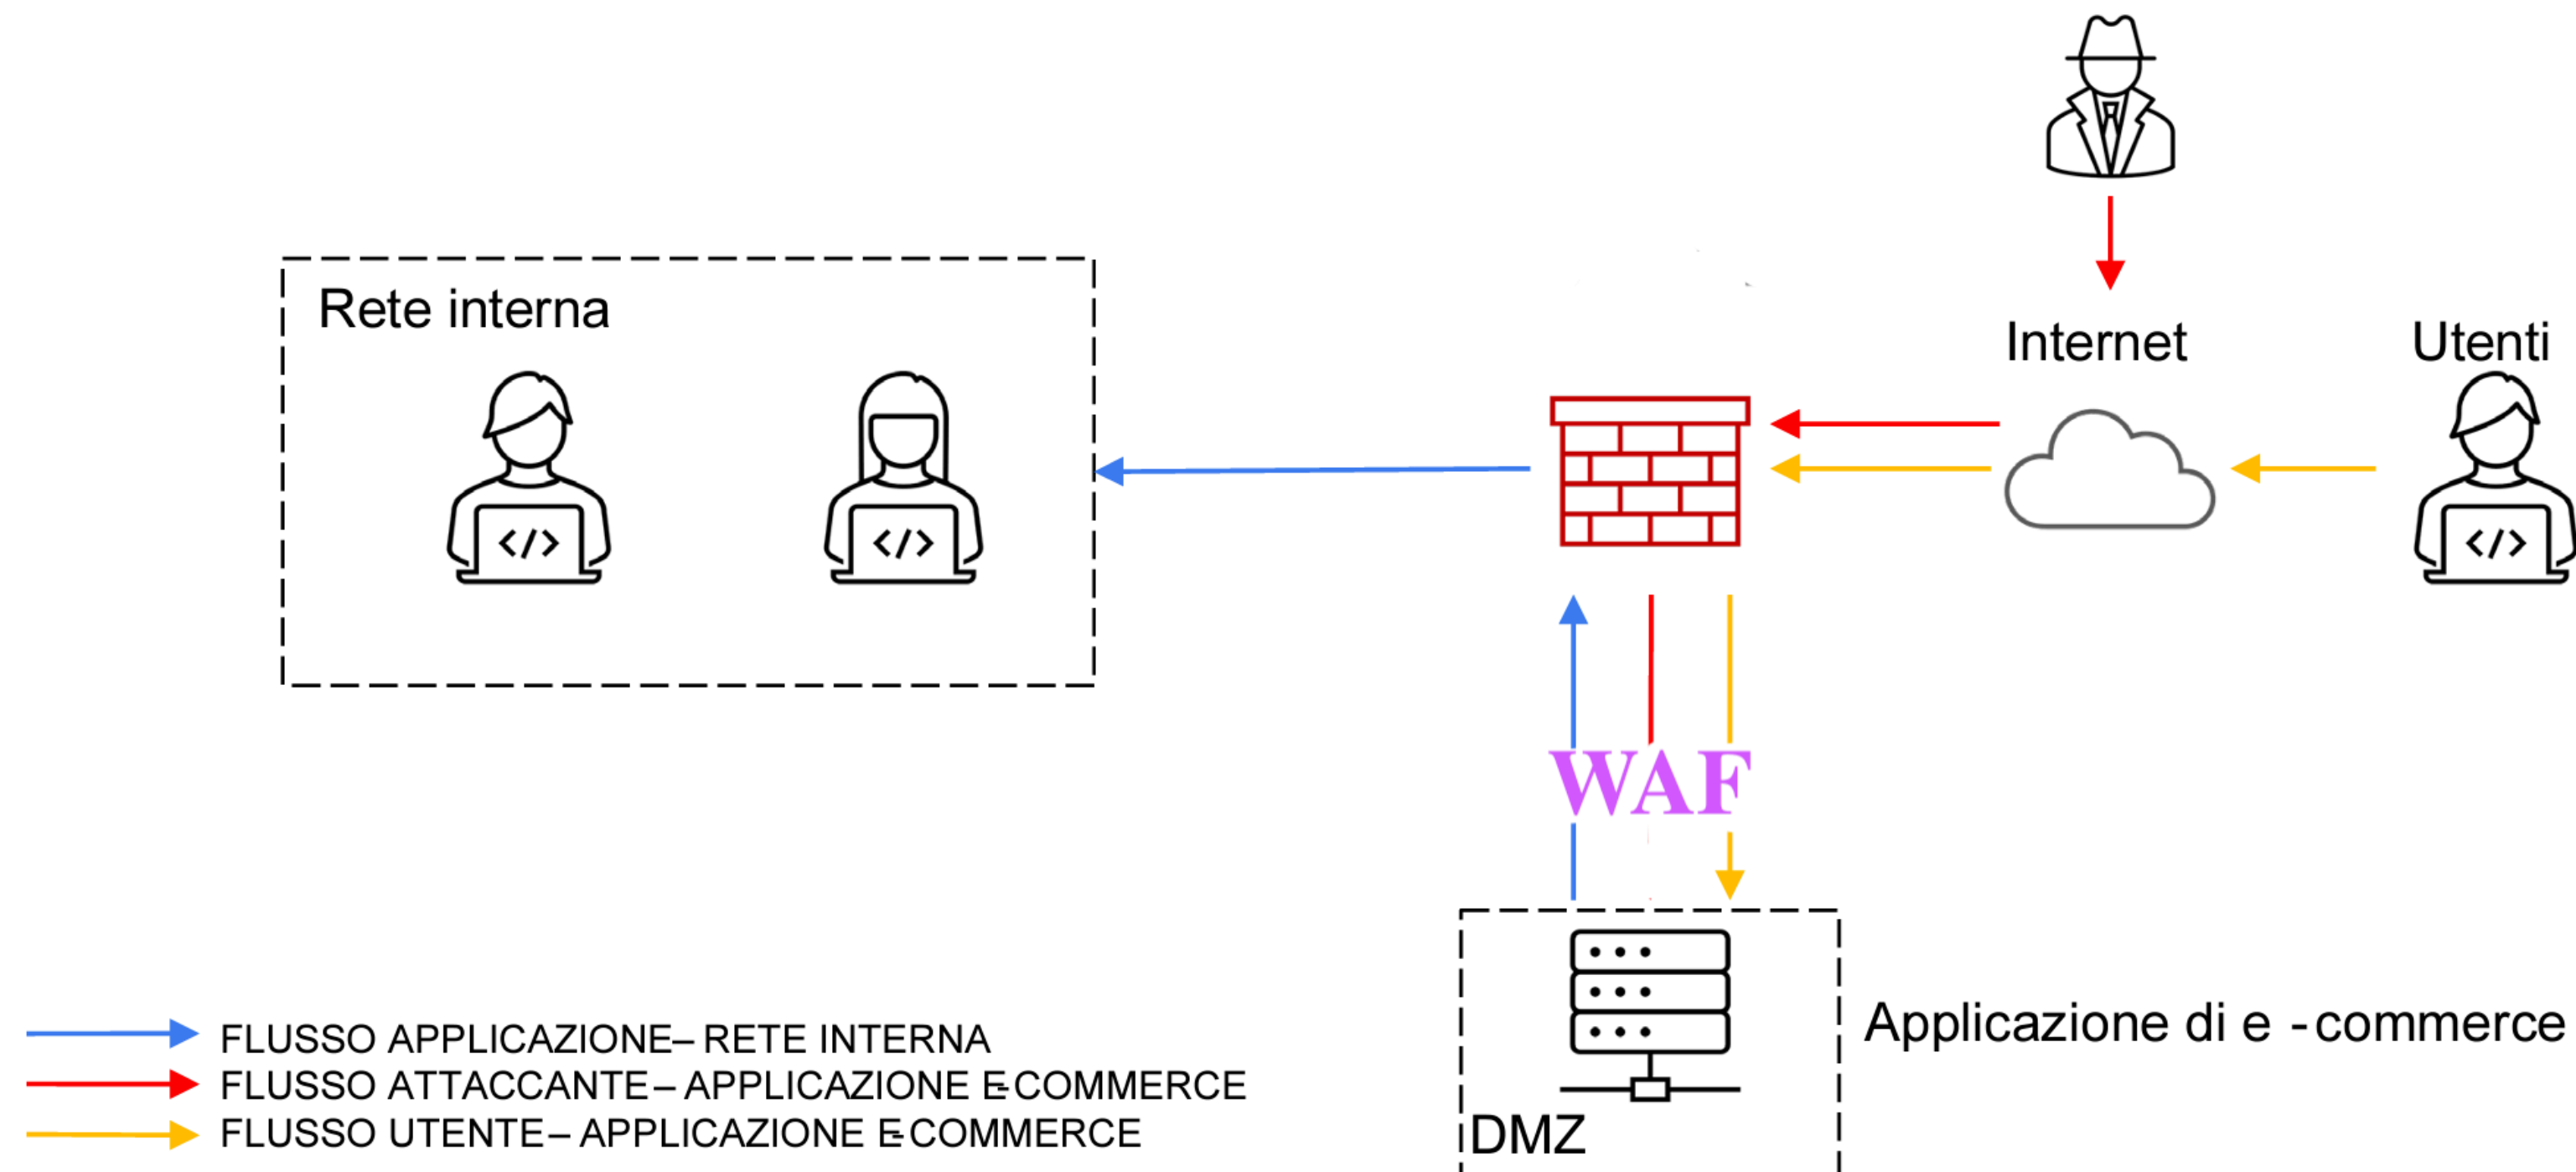 Rete interna
Internet
Utenti
</>
</>
</>
WAF
Applicazione di e -commerce
DMZ
FLUSSO APPLICAZIONE– RETE INTERNA
FLUSSO ATTACCANTE– APPLICAZIONE E-COMMERCE
FLUSSO UTENTE– APPLICAZIONE E-COMMERCE